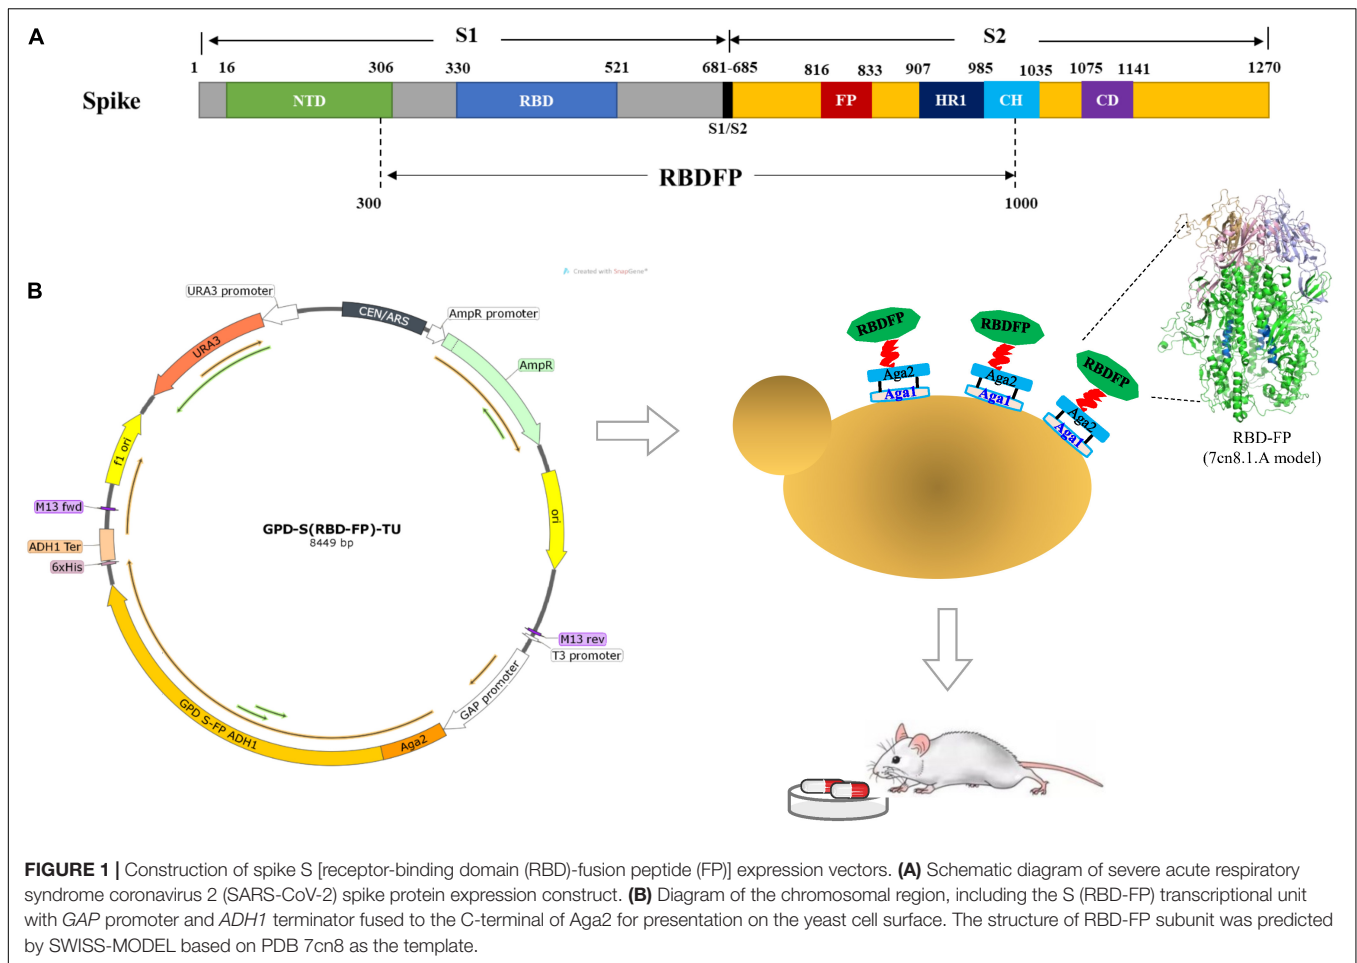 A
S1
S2
1
16
306
330
521
681-685
816
833
907
985
1035
1075
1141
1270
Spike
NTD
RBD
FP
HR1
CH
CD
S1/S2
RBDFP
300
1000
B
Created with SnapGene®
URA3 promoter
CEN/ARS
AmpR promoter
URA3
AmpR
f1 ori
M13 fwd
ori
GPD-S(RBD-FP)-TU
8449 bp
ADH1 Ter
6xHis
M13 rev
T3 promoter
GAP promoter
GPD S-FP ADH1
Aga2
RBDFP
Aga2
Aga1
RBDFP
Aga2
Aga1
RBDFP
Aga2
Aga1
RBD-FP
(7cn8.1.A model)
FIGURE 1 | Construction of spike S [receptor-binding domain (RBD)-fusion peptide (FP)] expression vectors. (A) Schematic diagram of severe acute respiratory
syndrome coronavirus 2 (SARS-CoV-2) spike protein expression construct. (B) Diagram of the chromosomal region, including the S (RBD-FP) transcriptional unit
with GAP promoter and ADH1 terminator fused to the C-terminal of Aga2 for presentation on the yeast cell surface. The structure of RBD-FP subunit was predicted
by SWISS-MODEL based on PDB 7cn8 as the template.